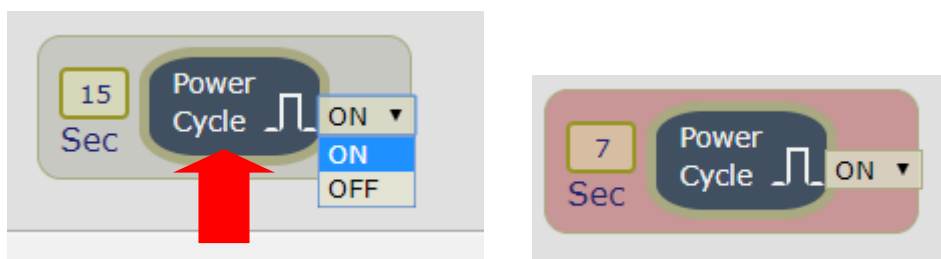 15
Sec
Power
Cycle
ON
ON
OFF
7
Sec
Power
Cycle
ON